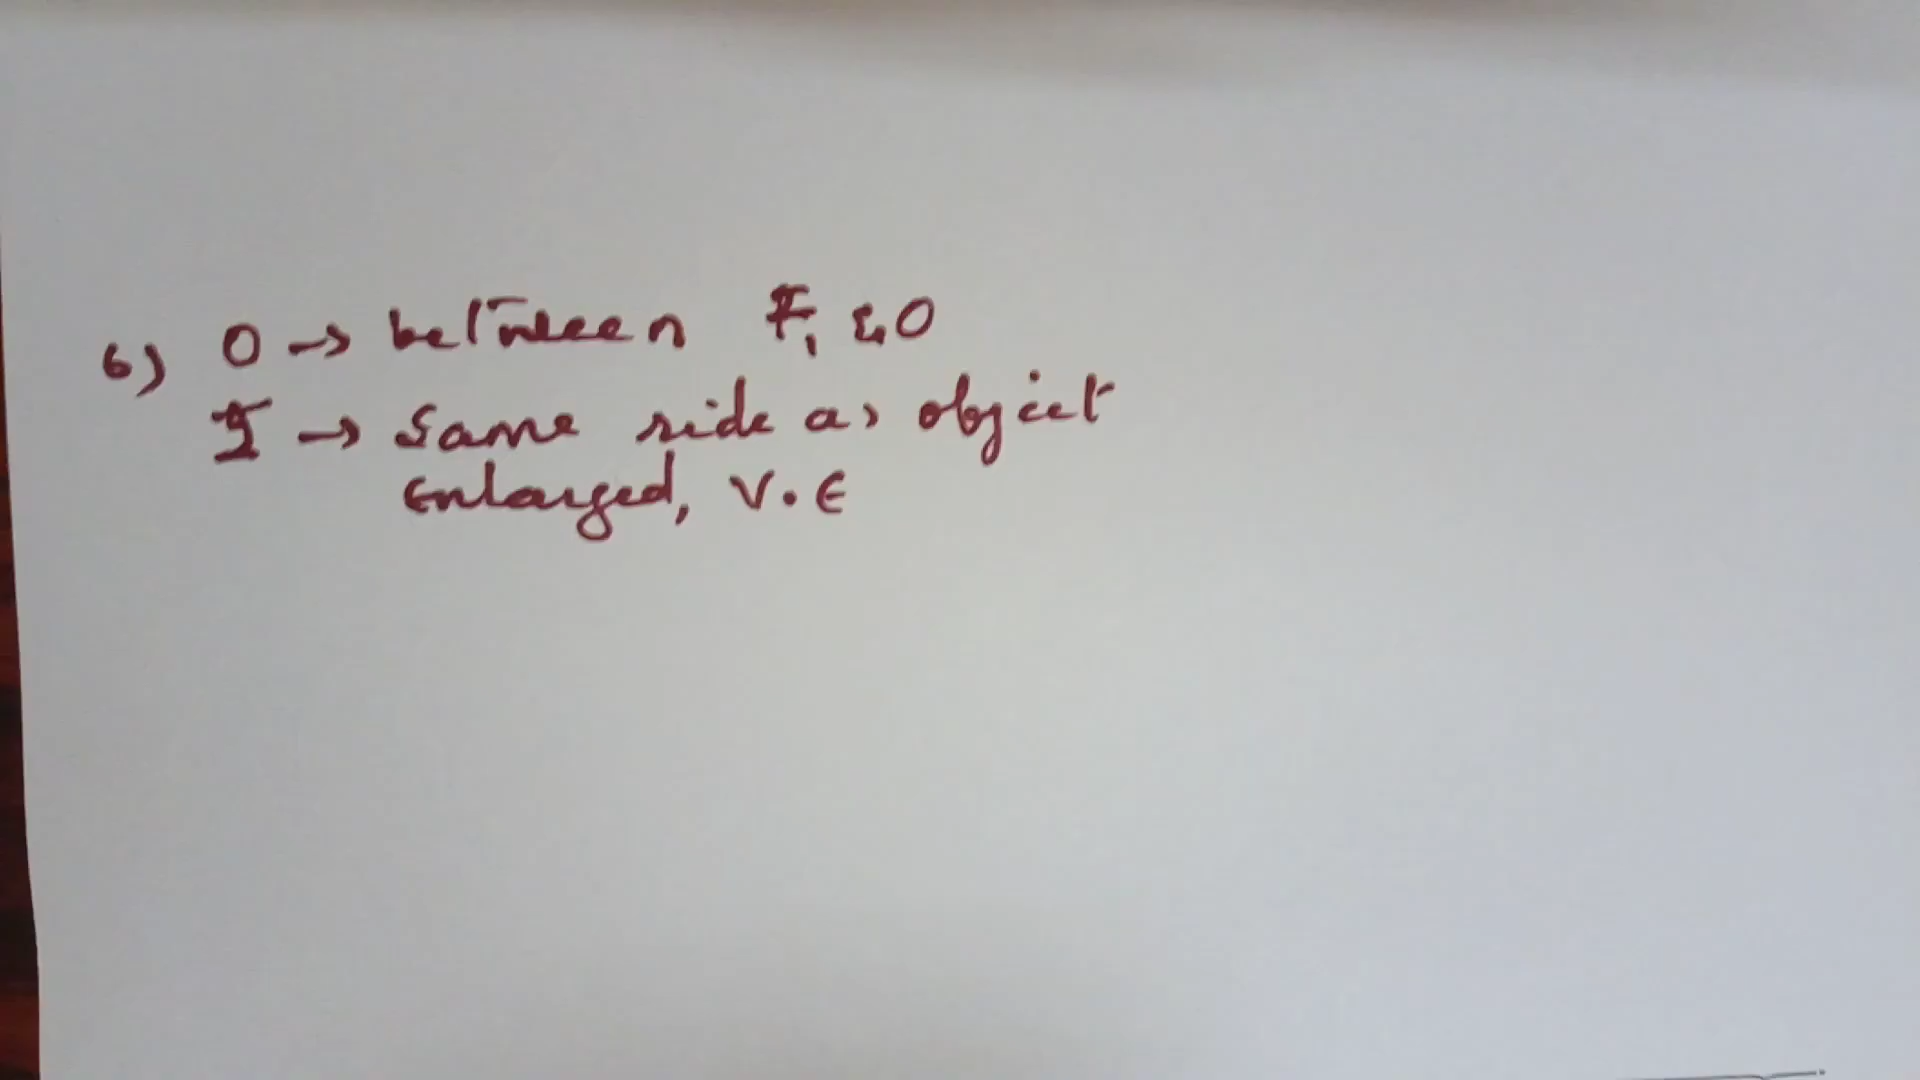 6) O → between F₁ & O
I → Same side as object
Enlarged, V. E